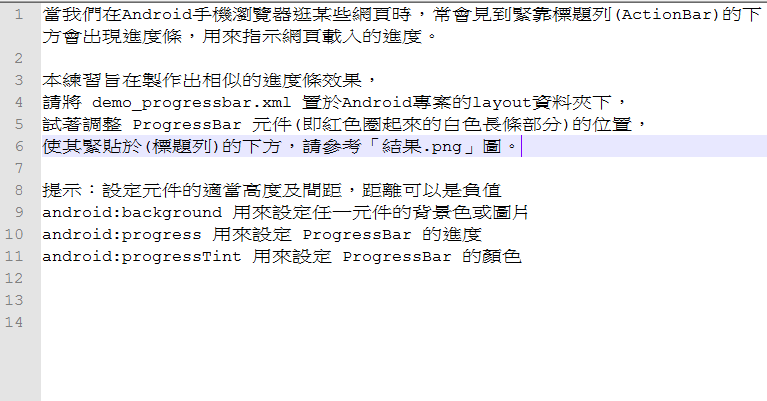 1 當我們在Android手機瀏覽器逛某些網頁時，常會見到緊靠標題列(ActionBar)的下
方會出現進度條，用來指示網頁載入的進度。
2
3 本練習旨在製作出相似的進度條效果，
4 請將 demo_progressbar.xml 置於Android專案的layout資料夾下，
5 試著調整 ProgressBar 元件(即紅色圈起來的白色長條部分)的位置，
6 使其緊貼於(標題列)的下方，請參考「結果.png」圖。
7
8 提示：設定元件的適當高度及間距，距離可以是負值
9 android:background 用來設定任一元件的背景色或圖片
10 android:progress 用來設定 ProgressBar 的進度
11 android:progressTint 用來設定 ProgressBar 的顏色
12
13
14